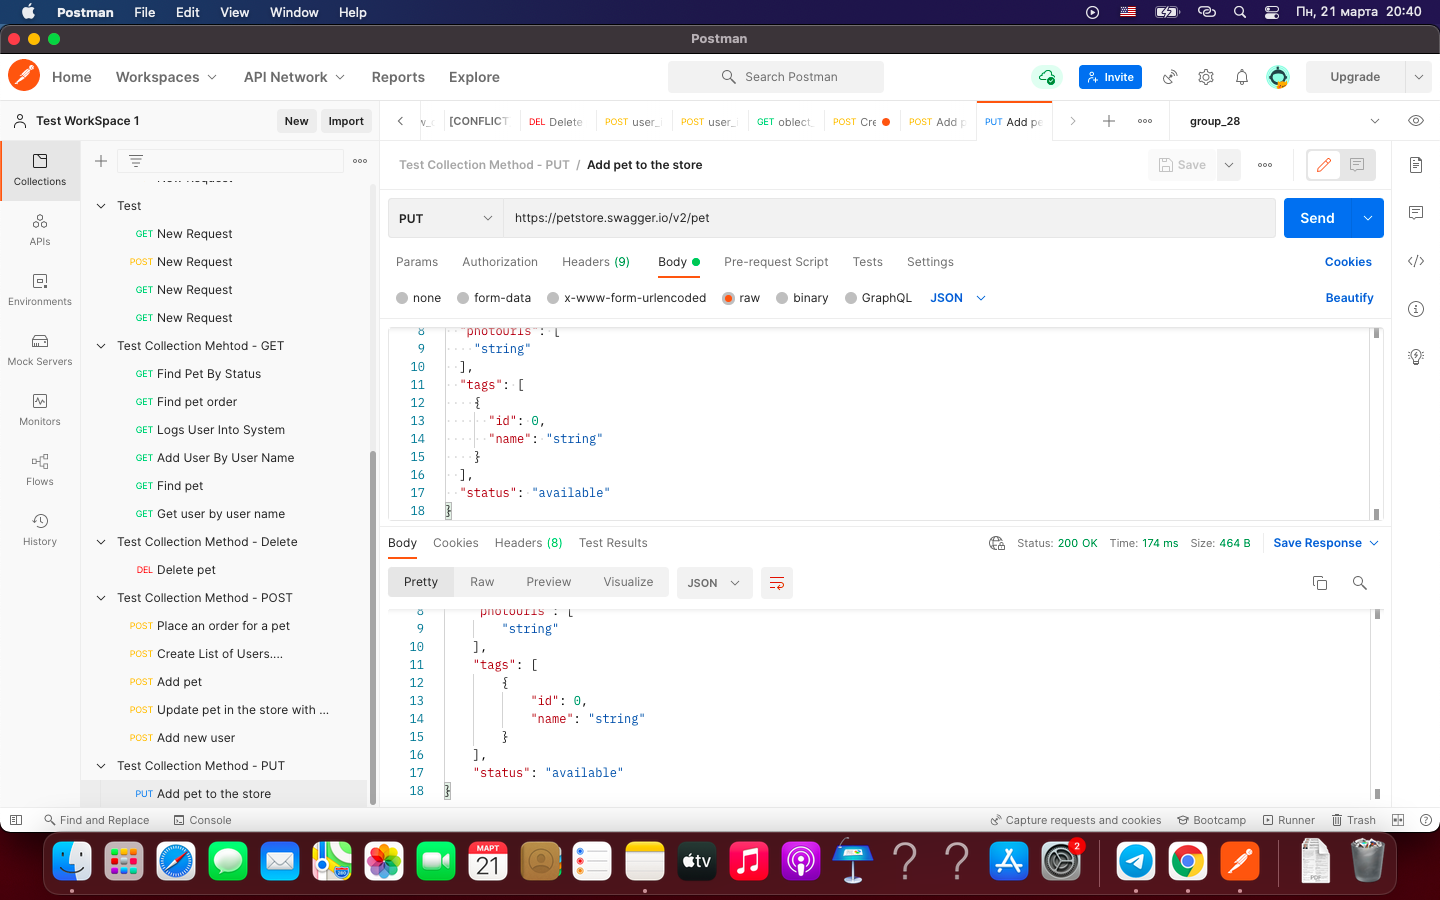 Postman File Edit View Window Help
Пн, 21 марта 20:40
Postman
Home Workspaces API Network Reports Explore
Search Postman
Invite
Upgrade
Test WorkSpace 1
New Import
[CONFLICT
DEL Delete
POST user_
POST user_
GET oblect_
POST Cre
POST Add p
PUT Add pe
group_28
Collections
APIs
Environments
Mock Servers
Monitors
Flows
History
New Request
Test
GET New Request
POST New Request
GET New Request
GET New Request
Test Collection Mehtod - GET
GET Find Pet By Status
GET Find pet order
GET Logs User Into System
GET Add User By User Name
GET Find pet
GET Get user by user name
Test Collection Method - Delete
DEL Delete pet
Test Collection Method - POST
POST Place an order for a pet
POST Create List of Users....
POST Add pet
POST Update pet in the store with ...
POST Add new user
Test Collection Method - PUT
PUT Add pet to the store
Test Collection Method - PUT / Add pet to the store
Save
PUT https://petstore.swagger.io/v2/pet
Send
Params Authorization Headers (9) Body Pre-request Script Tests Settings
Cookies
none form-data x-www-form-urlencoded raw binary GraphQL JSON
Beautify
8 "photoUrls": [
9 "string"
10 ],
11 "tags": [
12 {
13 "id": 0,
14 "name": "string"
15 }
16 ],
17 "status": "available"
18 }
Body Cookies Headers (8) Test Results
Status: 200 OK Time: 174 ms Size: 464 B
Save Response
Pretty Raw Preview Visualize JSON
8 "photoUrls": [
9 "string"
10 ],
11 "tags": [
12 {
13 "id": 0,
14 "name": "string"
15 }
16 ],
17 "status": "available"
18 }
Find and Replace Console
Capture requests and cookies Bootcamp Runner Trash
МАРТ
21
tv
2
PDF